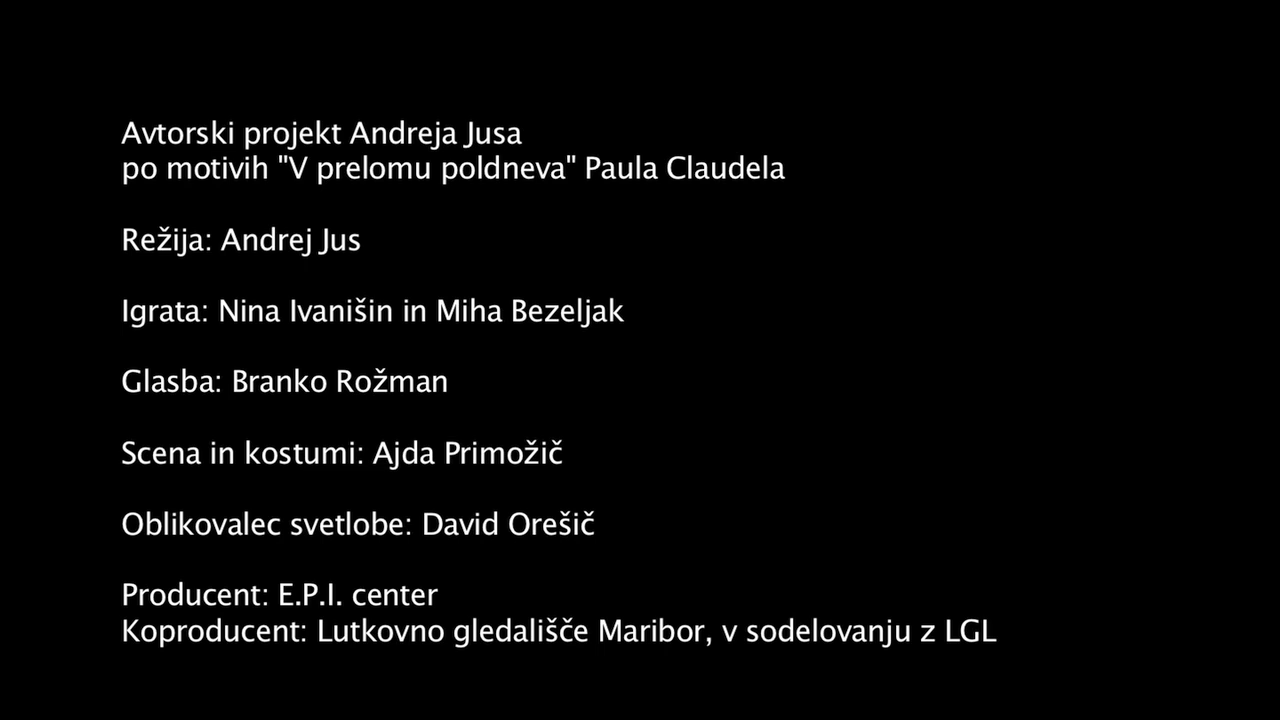 Avtorski projekt Andreja Jusa
po motivih "V prelomu poldneva" Paula Claudela
Režija: Andrej Jus
Igrata: Nina Ivanišin in Miha Bezeljak
Glasba: Branko Rožman
Scena in kostumi: Ajda Primožič
Oblikovalec svetlobe: David Orešič
Producent: E.P.I. center
Koproducent: Lutkovno gledališče Maribor, v sodelovanju z LGL